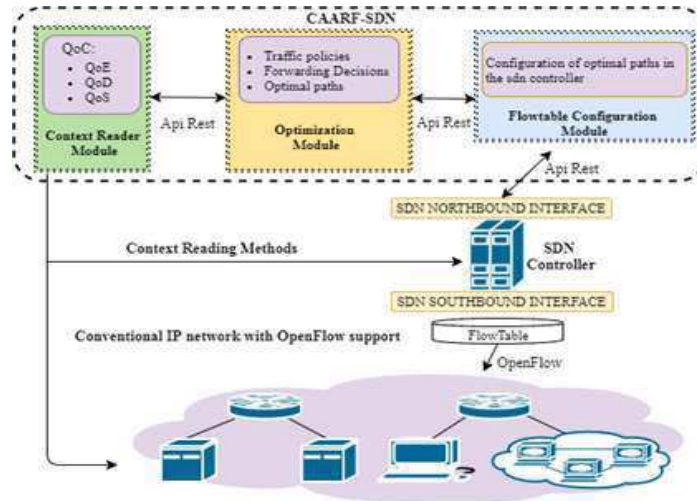 CAARF-SDN
QoC:
• QoE
• QoD
• QoS
Context Reader
Module
Api Rest
• Traffic policies
• Forwarding Decisions
• Optimal paths
Optimization
Module
Api Rest
Configuration of optimal paths in
the sdn controller
Flowtable Configuration
Module
Api Rest
SDN NORTHBOUND INTERFACE
Context Reading Methods
SDN
Controller
SDN SOUTHBOUND INTERFACE
Conventional IP network with OpenFlow support
FlowTable
OpenFlow
?